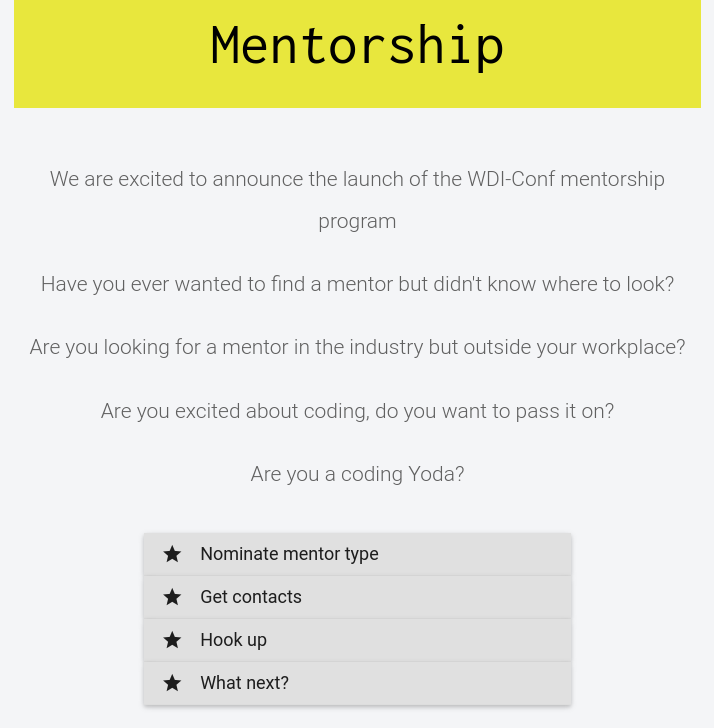 Mentorship
We are excited to announce the launch of the WDI-Conf mentorship
program
Have you ever wanted to find a mentor but didn't know where to look?
Are you looking for a mentor in the industry but outside your workplace?
Are you excited about coding, do you want to pass it on?
Are you a coding Yoda?
Nominate mentor type
Get contacts
Hook up
What next?